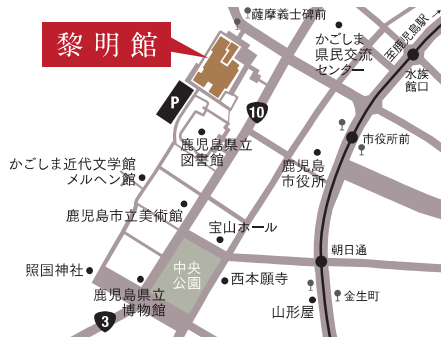 薩摩義士碑前
黎明館
かごしま
県民交流
センター
至鹿児島駅
水族
館口
P
10
鹿児島県立
図書館
市役所前
鹿児島
市役所
かごしま近代文学館
メルヘン館
鹿児島市立美術館
宝山ホール
朝日通
中央
公園
照国神社
西本願寺
鹿児島県立
博物館
山形屋
金生町
3